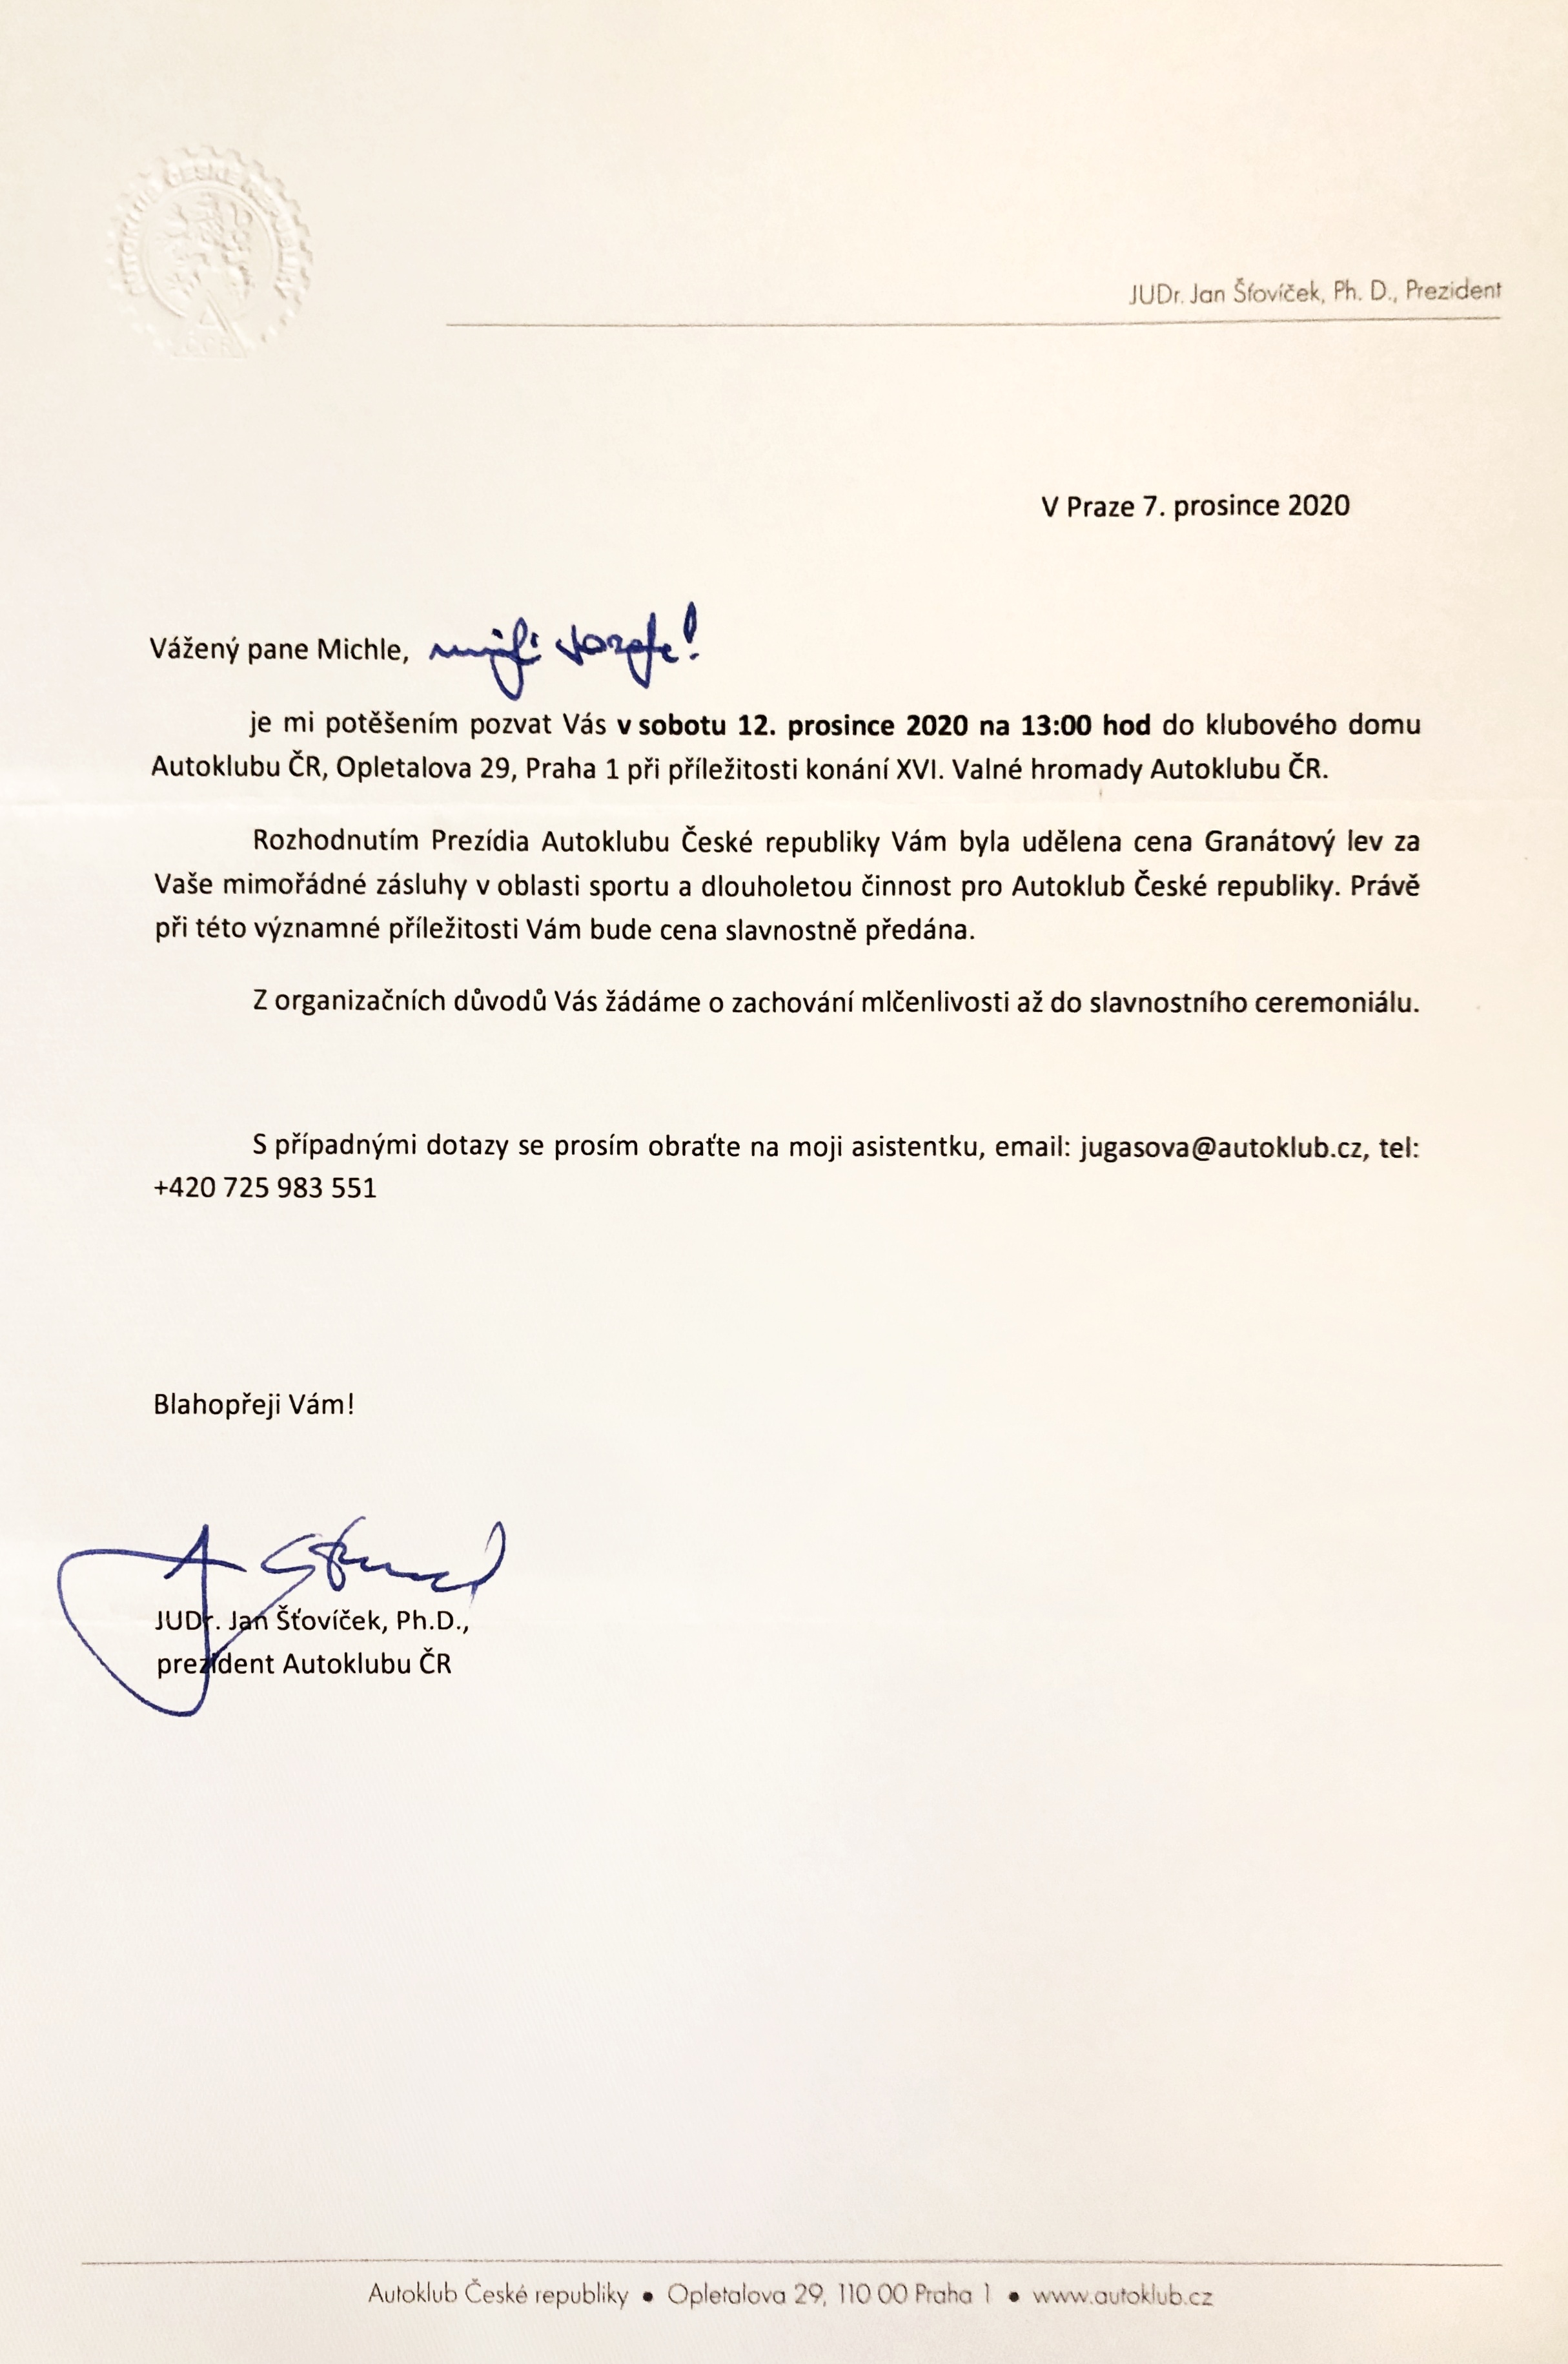 AUTOKLUB ČESKÉ REPUBLIKY
AČR
JUDr. Jan Šťovíček, Ph. D., Prezident
V Praze 7. prosince 2020
Vážený pane Michle, milý Jozefe!
je mi potěšením pozvat Vás v sobotu 12. prosince 2020 na 13:00 hod do klubového domu
Autoklubu ČR, Opletalova 29, Praha 1 při příležitosti konání XVI. Valné hromady Autoklubu ČR.
Rozhodnutím Prezídia Autoklubu České republiky Vám byla udělena cena Granátový lev za
Vaše mimořádné zásluhy v oblasti sportu a dlouholetou činnost pro Autoklub České republiky. Právě
při této významné příležitosti Vám bude cena slavnostně předána.
Z organizačních důvodů Vás žádáme o zachování mlčenlivosti až do slavnostního ceremoniálu.
S případnými dotazy se prosím obraťte na moji asistentku, email: jugasova@autoklub.cz, tel:
+420 725 983 551
Blahopřeji Vám!
JUDr. Jan Šťovíček, Ph.D.,
prezident Autoklubu ČR
Autoklub České republiky • Opletalova 29, 110 00 Praha 1 • www.autoklub.cz